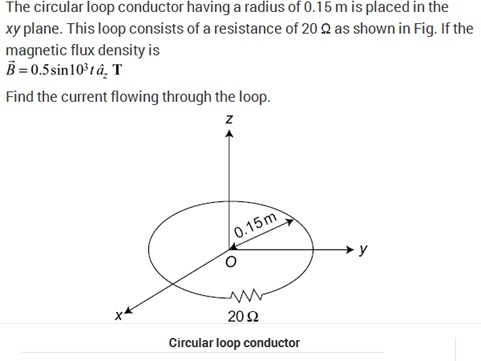 The circular loop conductor having a radius of 0.15 m is placed in the
xy plane. This loop consists of a resistance of 20 Ω as shown in Fig. If the
magnetic flux density is
B⃗ = 0.5sin10³t â_z T
Find the current flowing through the loop.
z
0.15m
y
O
x
20 Ω
Circular loop conductor